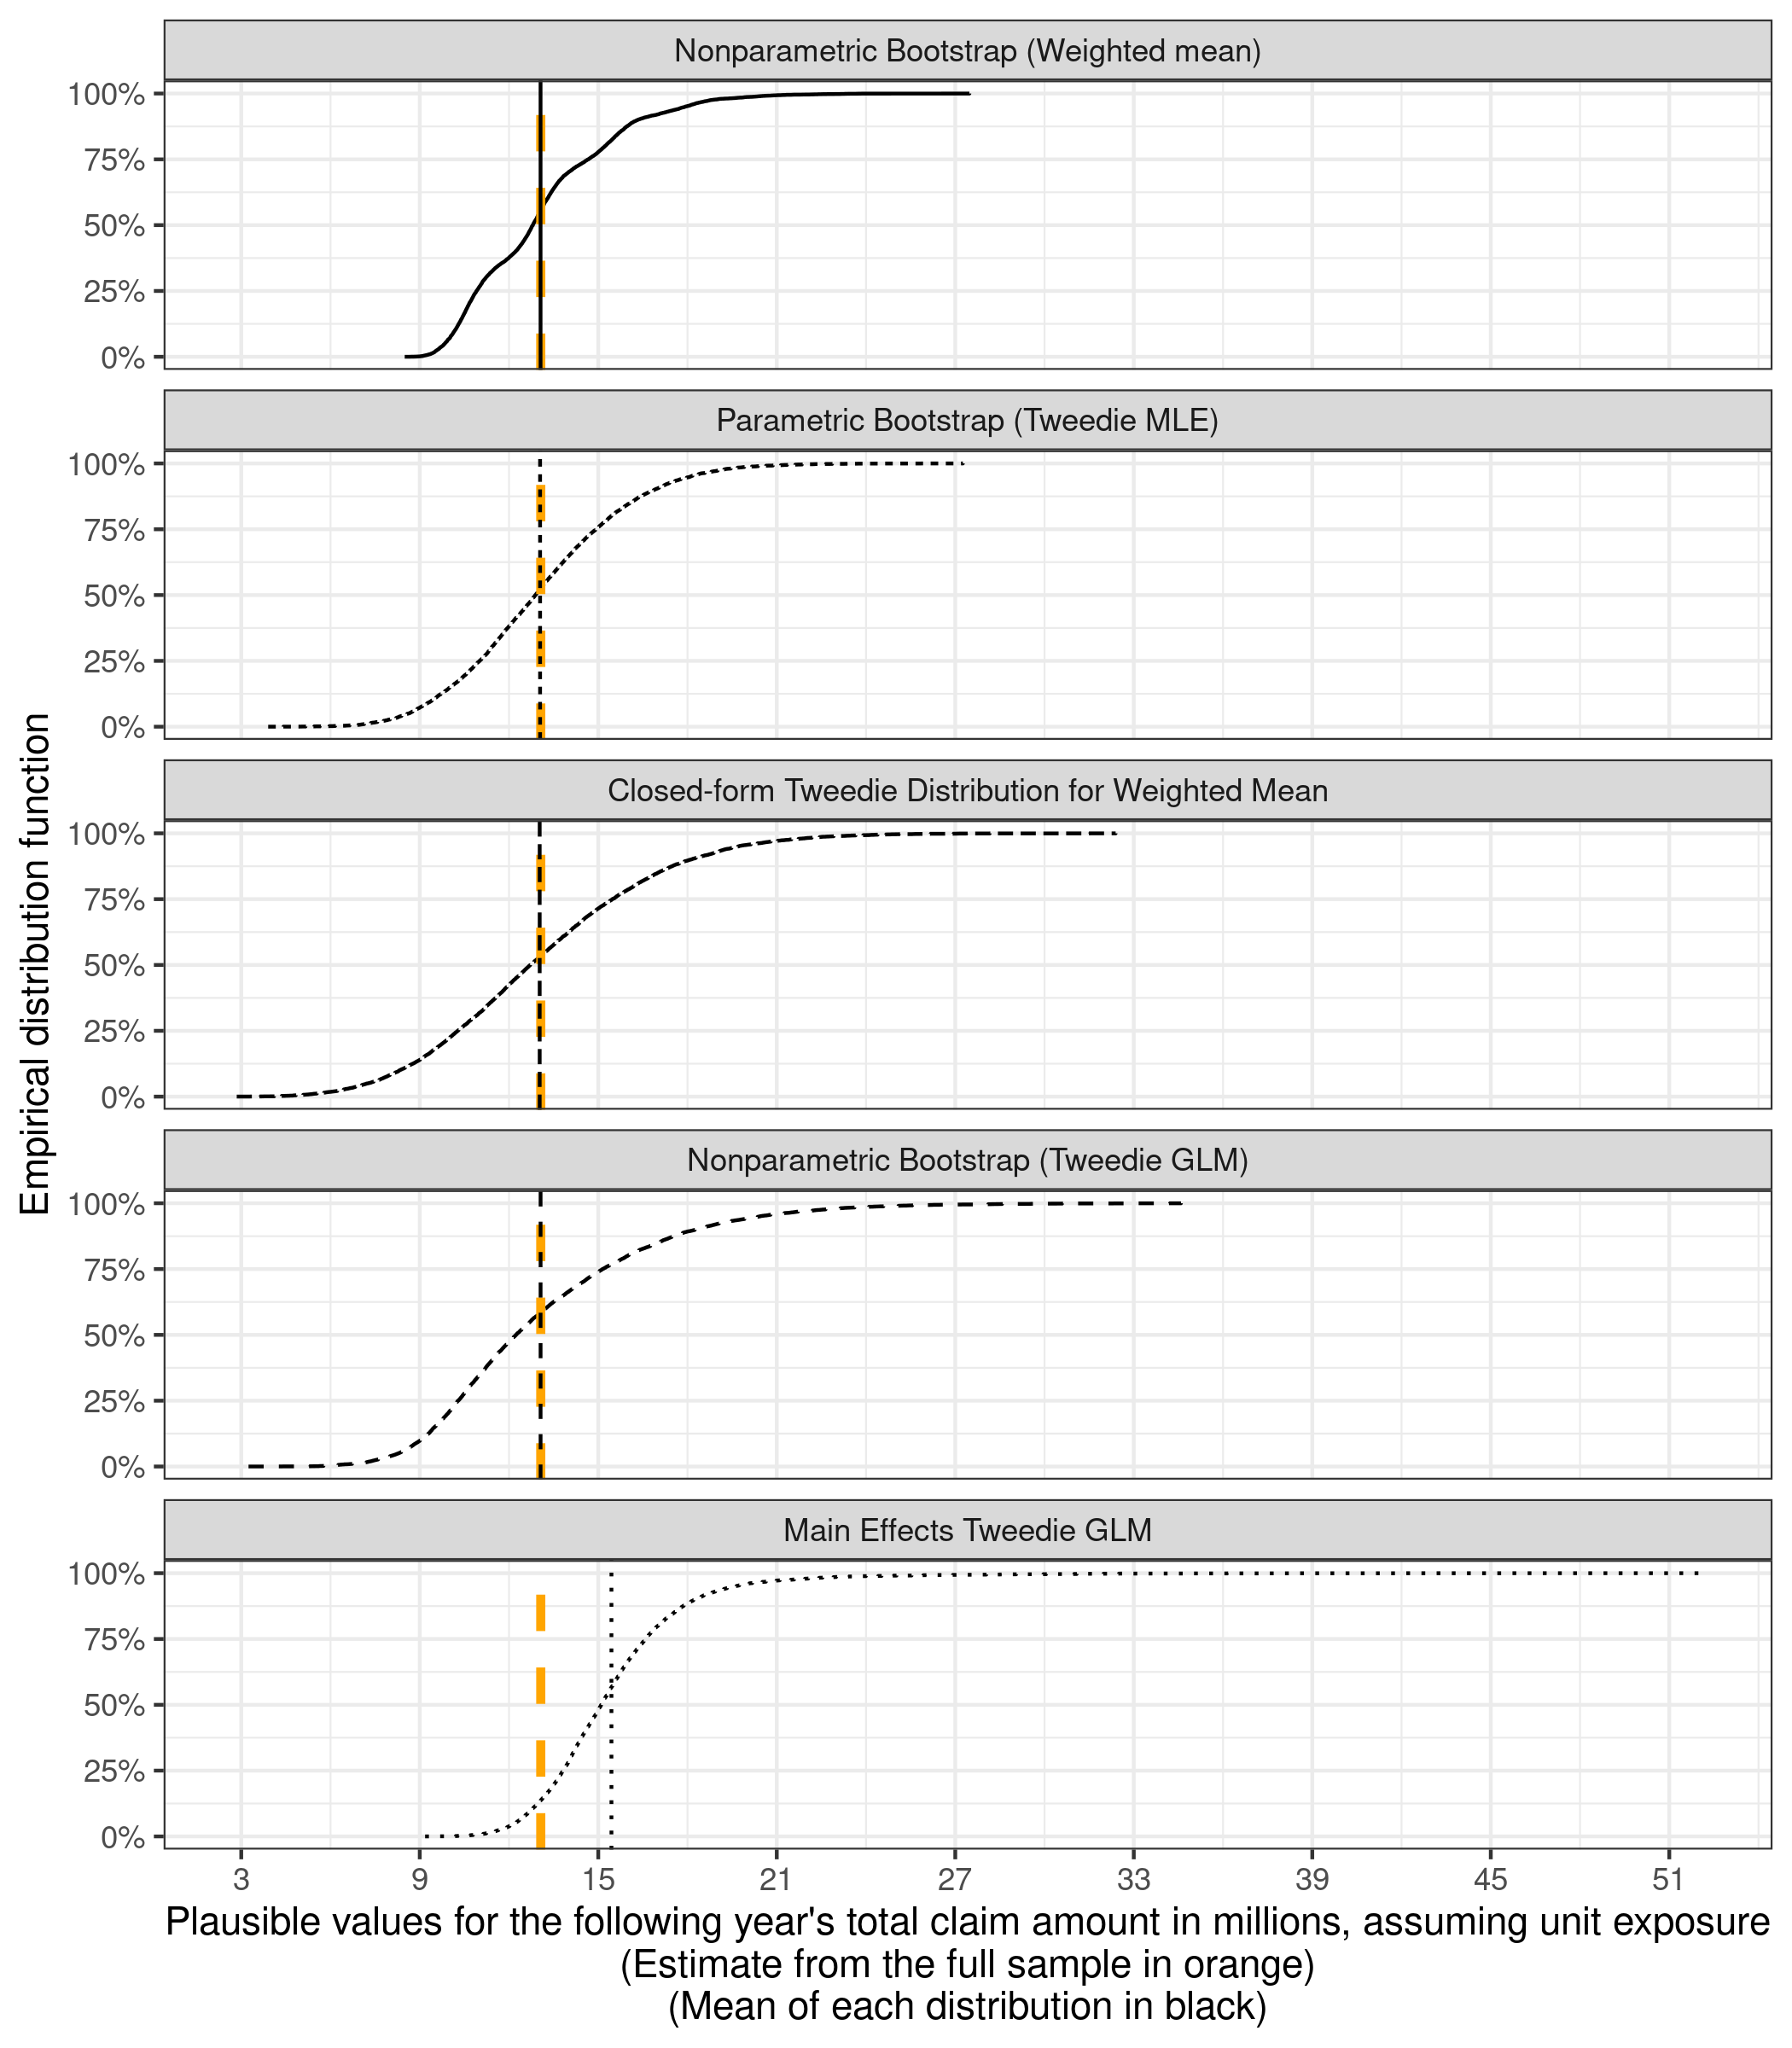 Nonparametric Bootstrap (Weighted mean)
100%
75%
50%
25%
0%
Parametric Bootstrap (Tweedie MLE)
100%
75%
50%
25%
0%
Closed-form Tweedie Distribution for Weighted Mean
100%
75%
50%
25%
0%
Nonparametric Bootstrap (Tweedie GLM)
100%
75%
50%
25%
0%
Main Effects Tweedie GLM
100%
75%
50%
25%
0%
3 9 15 21 27 33 39 45 51
Empirical distribution function
Plausible values for the following year's total claim amount in millions, assuming unit exposure
(Estimate from the full sample in orange)
(Mean of each distribution in black)